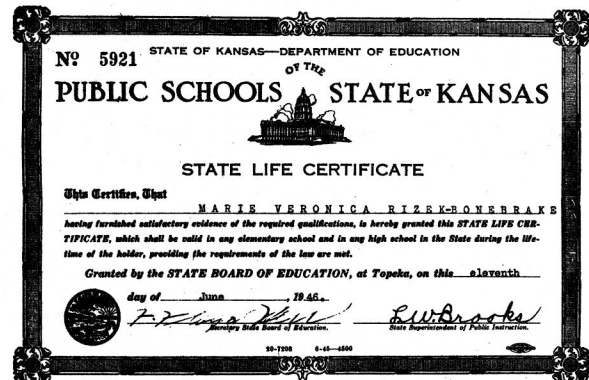 No 5921 STATE OF KANSAS—DEPARTMENT OF EDUCATION
OF THE
PUBLIC SCHOOLS STATE OF KANSAS
STATE LIFE CERTIFICATE
This Certifies, That
MARIE VERONICA RIZEK-BONEBRAKE
having furnished satisfactory evidence of the required qualifications, is hereby granted this STATE LIFE CER-
TIFICATE, which shall be valid in any elementary school and in any high school in the State during the life-
time of the holder, providing the requirements of the law are met.
Granted by the STATE BOARD OF EDUCATION, at Topeka, on this eleventh
day of June, 1946.
L W Brooks
Secretary State Board of Education. State Superintendent of Public Instruction.
20-7298 6-45—4500